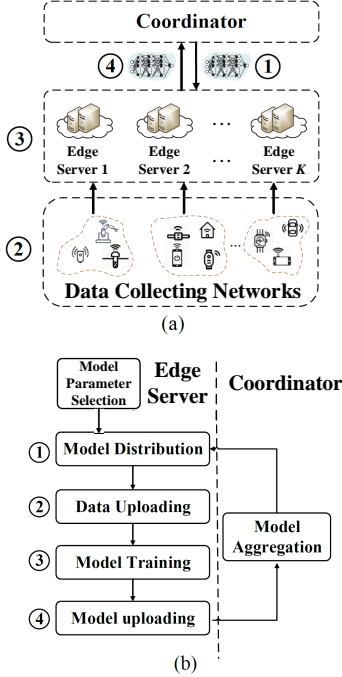 Coordinator
④ ①
③
Edge Server 1
Edge Server 2
Edge Server K
... ...
②
...
Data Collecting Networks
(a)
Model Parameter Selection
Edge Server
Coordinator
① Model Distribution
② Data Uploading
③ Model Training
④ Model uploading
Model Aggregation
(b)